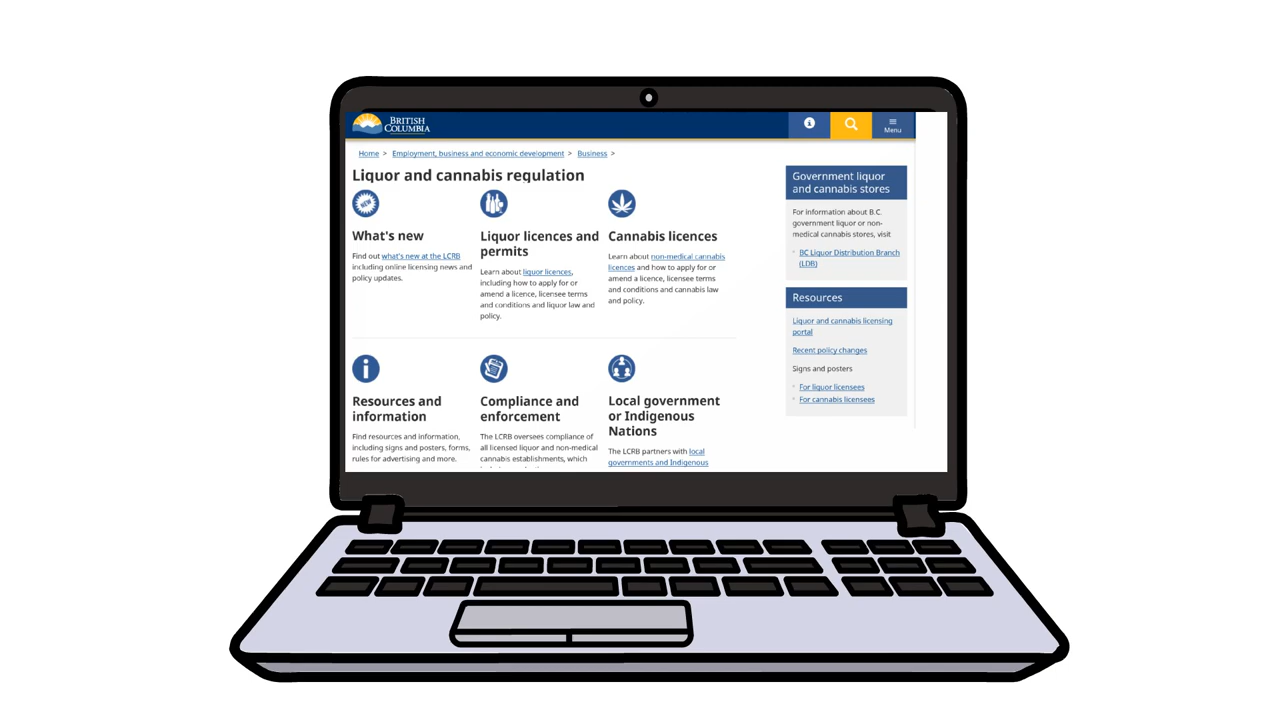 BRITISH
COLUMBIA
Menu
Home > Employment, business and economic development > Business >
Liquor and cannabis regulation
NEW
What's new
Find out what's new at the LCRB
including online licensing news and
policy updates.
Liquor licences and
permits
Learn about liquor licences,
including how to apply for or
amend a licence, licensee terms
and conditions and liquor law and
policy.
Cannabis licences
Learn about non-medical cannabis
licences and how to apply for or
amend a licence, licensee terms
and conditions and cannabis law
and policy.
Resources and
information
Find resources and information,
including signs and posters, forms,
rules for advertising and more.
Compliance and
enforcement
The LCRB oversees compliance of
all licensed liquor and non-medical
cannabis establishments, which
Local government
or Indigenous
Nations
The LCRB partners with local
governments and Indigenous
Government liquor
and cannabis stores
For information about B.C.
government liquor or non-
medical cannabis stores, visit
BC Liquor Distribution Branch
(LDB)
Resources
Liquor and cannabis licensing
portal
Recent policy changes
Signs and posters
For liquor licensees
For cannabis licensees